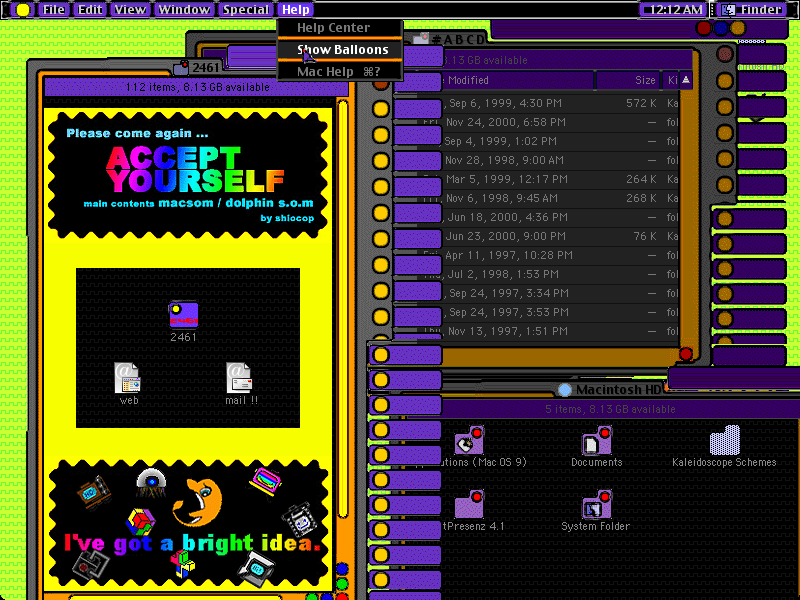 File Edit View Window Special Help 12:12 AM Finder
Help Center
Show Balloons
Mac Help ⌘?
#ABCD
2461
112 items, 8.13 GB available
8.13 GB available
Modified Size Ki
Sep 6, 1999, 4:30 PM 572 K Ka
Nov 24, 2000, 6:58 PM — fol
Sep 4, 1999, 1:02 PM — fol
Nov 28, 1998, 9:00 AM — fol
Mar 5, 1999, 12:17 PM 264 K Ka
Nov 6, 1998, 9:45 AM 268 K Ka
Jun 18, 2000, 4:36 PM — fol
Jun 23, 2000, 9:00 PM 76 K Ka
Apr 11, 1997, 10:28 PM — fol
Jul 2, 1998, 1:53 PM — fol
Sep 24, 1997, 3:34 PM — fol
Sep 24, 1997, 3:53 PM — fol
Nov 13, 1997, 1:51 PM — fol
Please come again ...
ACCEPT
YOURSELF
main contents macsom / dolphin s.o.m
by shiocop
2461
web mail !!
I've got a bright idea.
Macintosh HD
5 items, 8.13 GB available
utions (Mac OS 9) Documents Kaleidoscope Schemes
tPresenz 4.1 System Folder